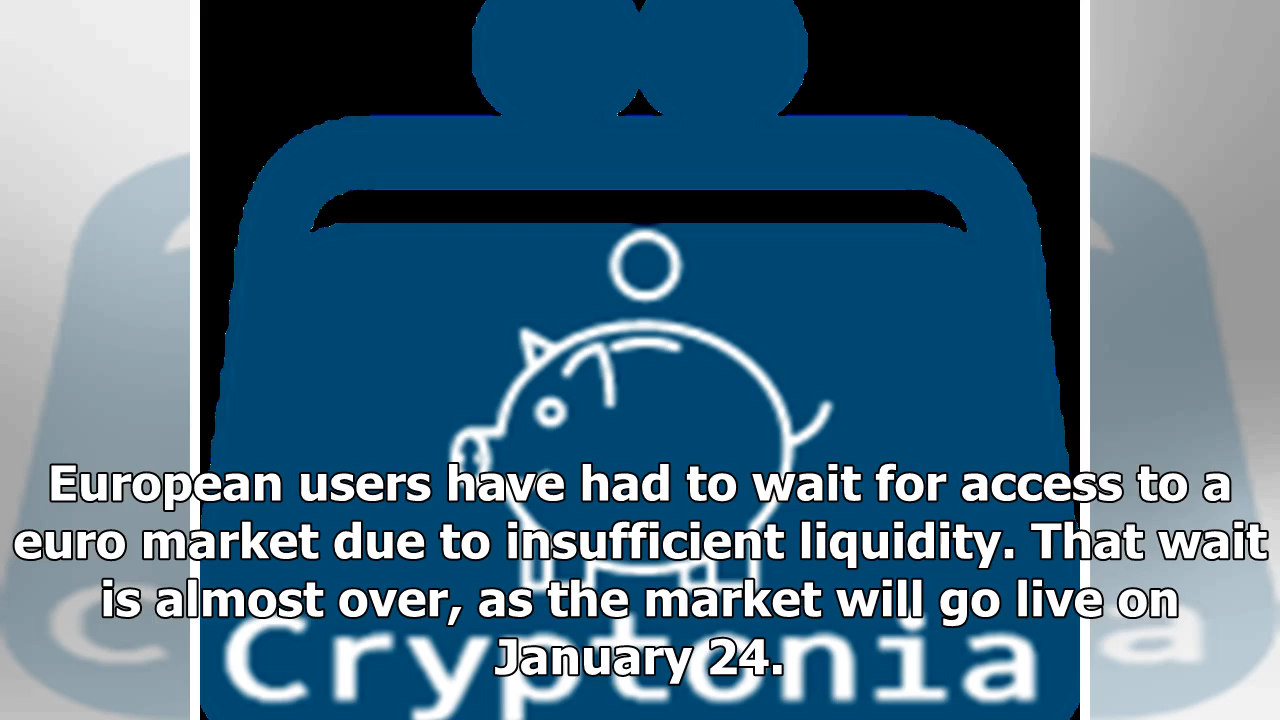 European users have had to wait for access to a
euro market due to insufficient liquidity. That wait
is almost over, as the market will go live on
January 24.
Cryptonia